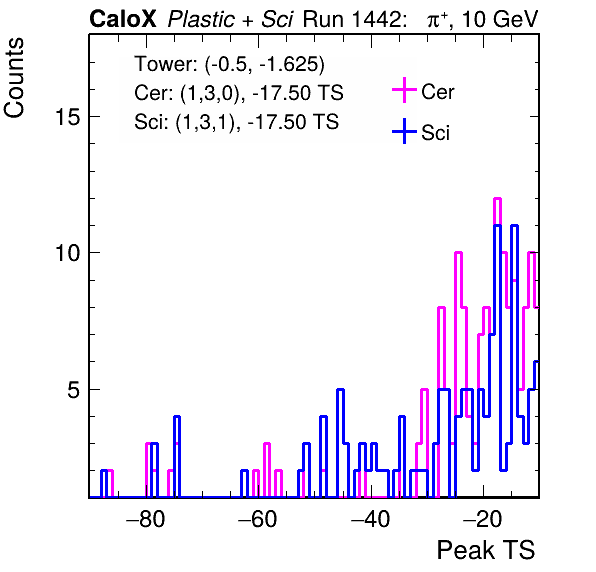 CaloX Plastic + Sci Run 1442: π⁺, 10 GeV
Counts
Tower: (-0.5, -1.625)
Cer: (1,3,0), -17.50 TS
Sci: (1,3,1), -17.50 TS
Cer
Sci
15
10
5
−80 −60 −40 −20
Peak TS